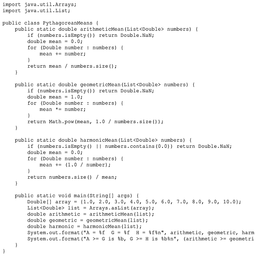 import java.util.Arrays;
import java.util.List;
public class PythagoreanMeans {
public static double arithmeticMean(List<Double> numbers) {
if (numbers.isEmpty()) return Double.NaN;
double mean = 0.0;
for (Double number : numbers) {
mean += number;
}
return mean / numbers.size();
}
public static double geometricMean(List<Double> numbers) {
if (numbers.isEmpty()) return Double.NaN;
double mean = 1.0;
for (Double number : numbers) {
mean *= number;
}
return Math.pow(mean, 1.0 / numbers.size());
}
public static double harmonicMean(List<Double> numbers) {
if (numbers.isEmpty() || numbers.contains(0.0)) return Double.NaN;
double mean = 0.0;
for (Double number : numbers) {
mean += (1.0 / number);
}
return numbers.size() / mean;
}
public static void main(String[] args) {
Double[] array = {1.0, 2.0, 3.0, 4.0, 5.0, 6.0, 7.0, 8.0, 9.0, 10.0};
List<Double> list = Arrays.asList(array);
double arithmetic = arithmeticMean(list);
double geometric = geometricMean(list);
double harmonic = harmonicMean(list);
System.out.format("A = %f G = %f H = %f%n", arithmetic, geometric, harm
System.out.format("A >= G is %b, G >= H is %b%n", (arithmetic >= geometri
}
}